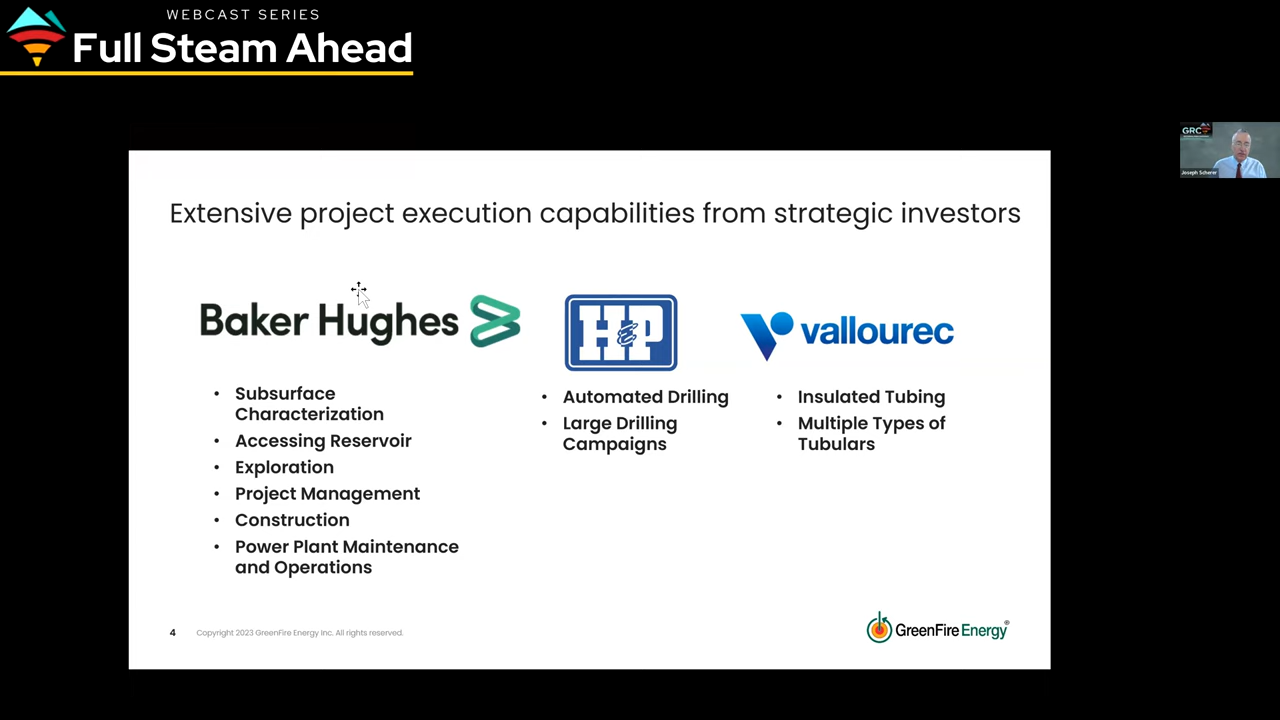 WEBCAST SERIES
Full Steam Ahead
GRC
Joseph Scherer
Extensive project execution capabilities from strategic investors
Baker Hughes
H&P
vallourec
• Subsurface
Characterization
• Accessing Reservoir
• Exploration
• Project Management
• Construction
• Power Plant Maintenance
and Operations
• Automated Drilling
• Large Drilling
Campaigns
• Insulated Tubing
• Multiple Types of
Tubulars
4 Copyright 2023 GreenFire Energy Inc. All rights reserved.
GreenFire Energy®